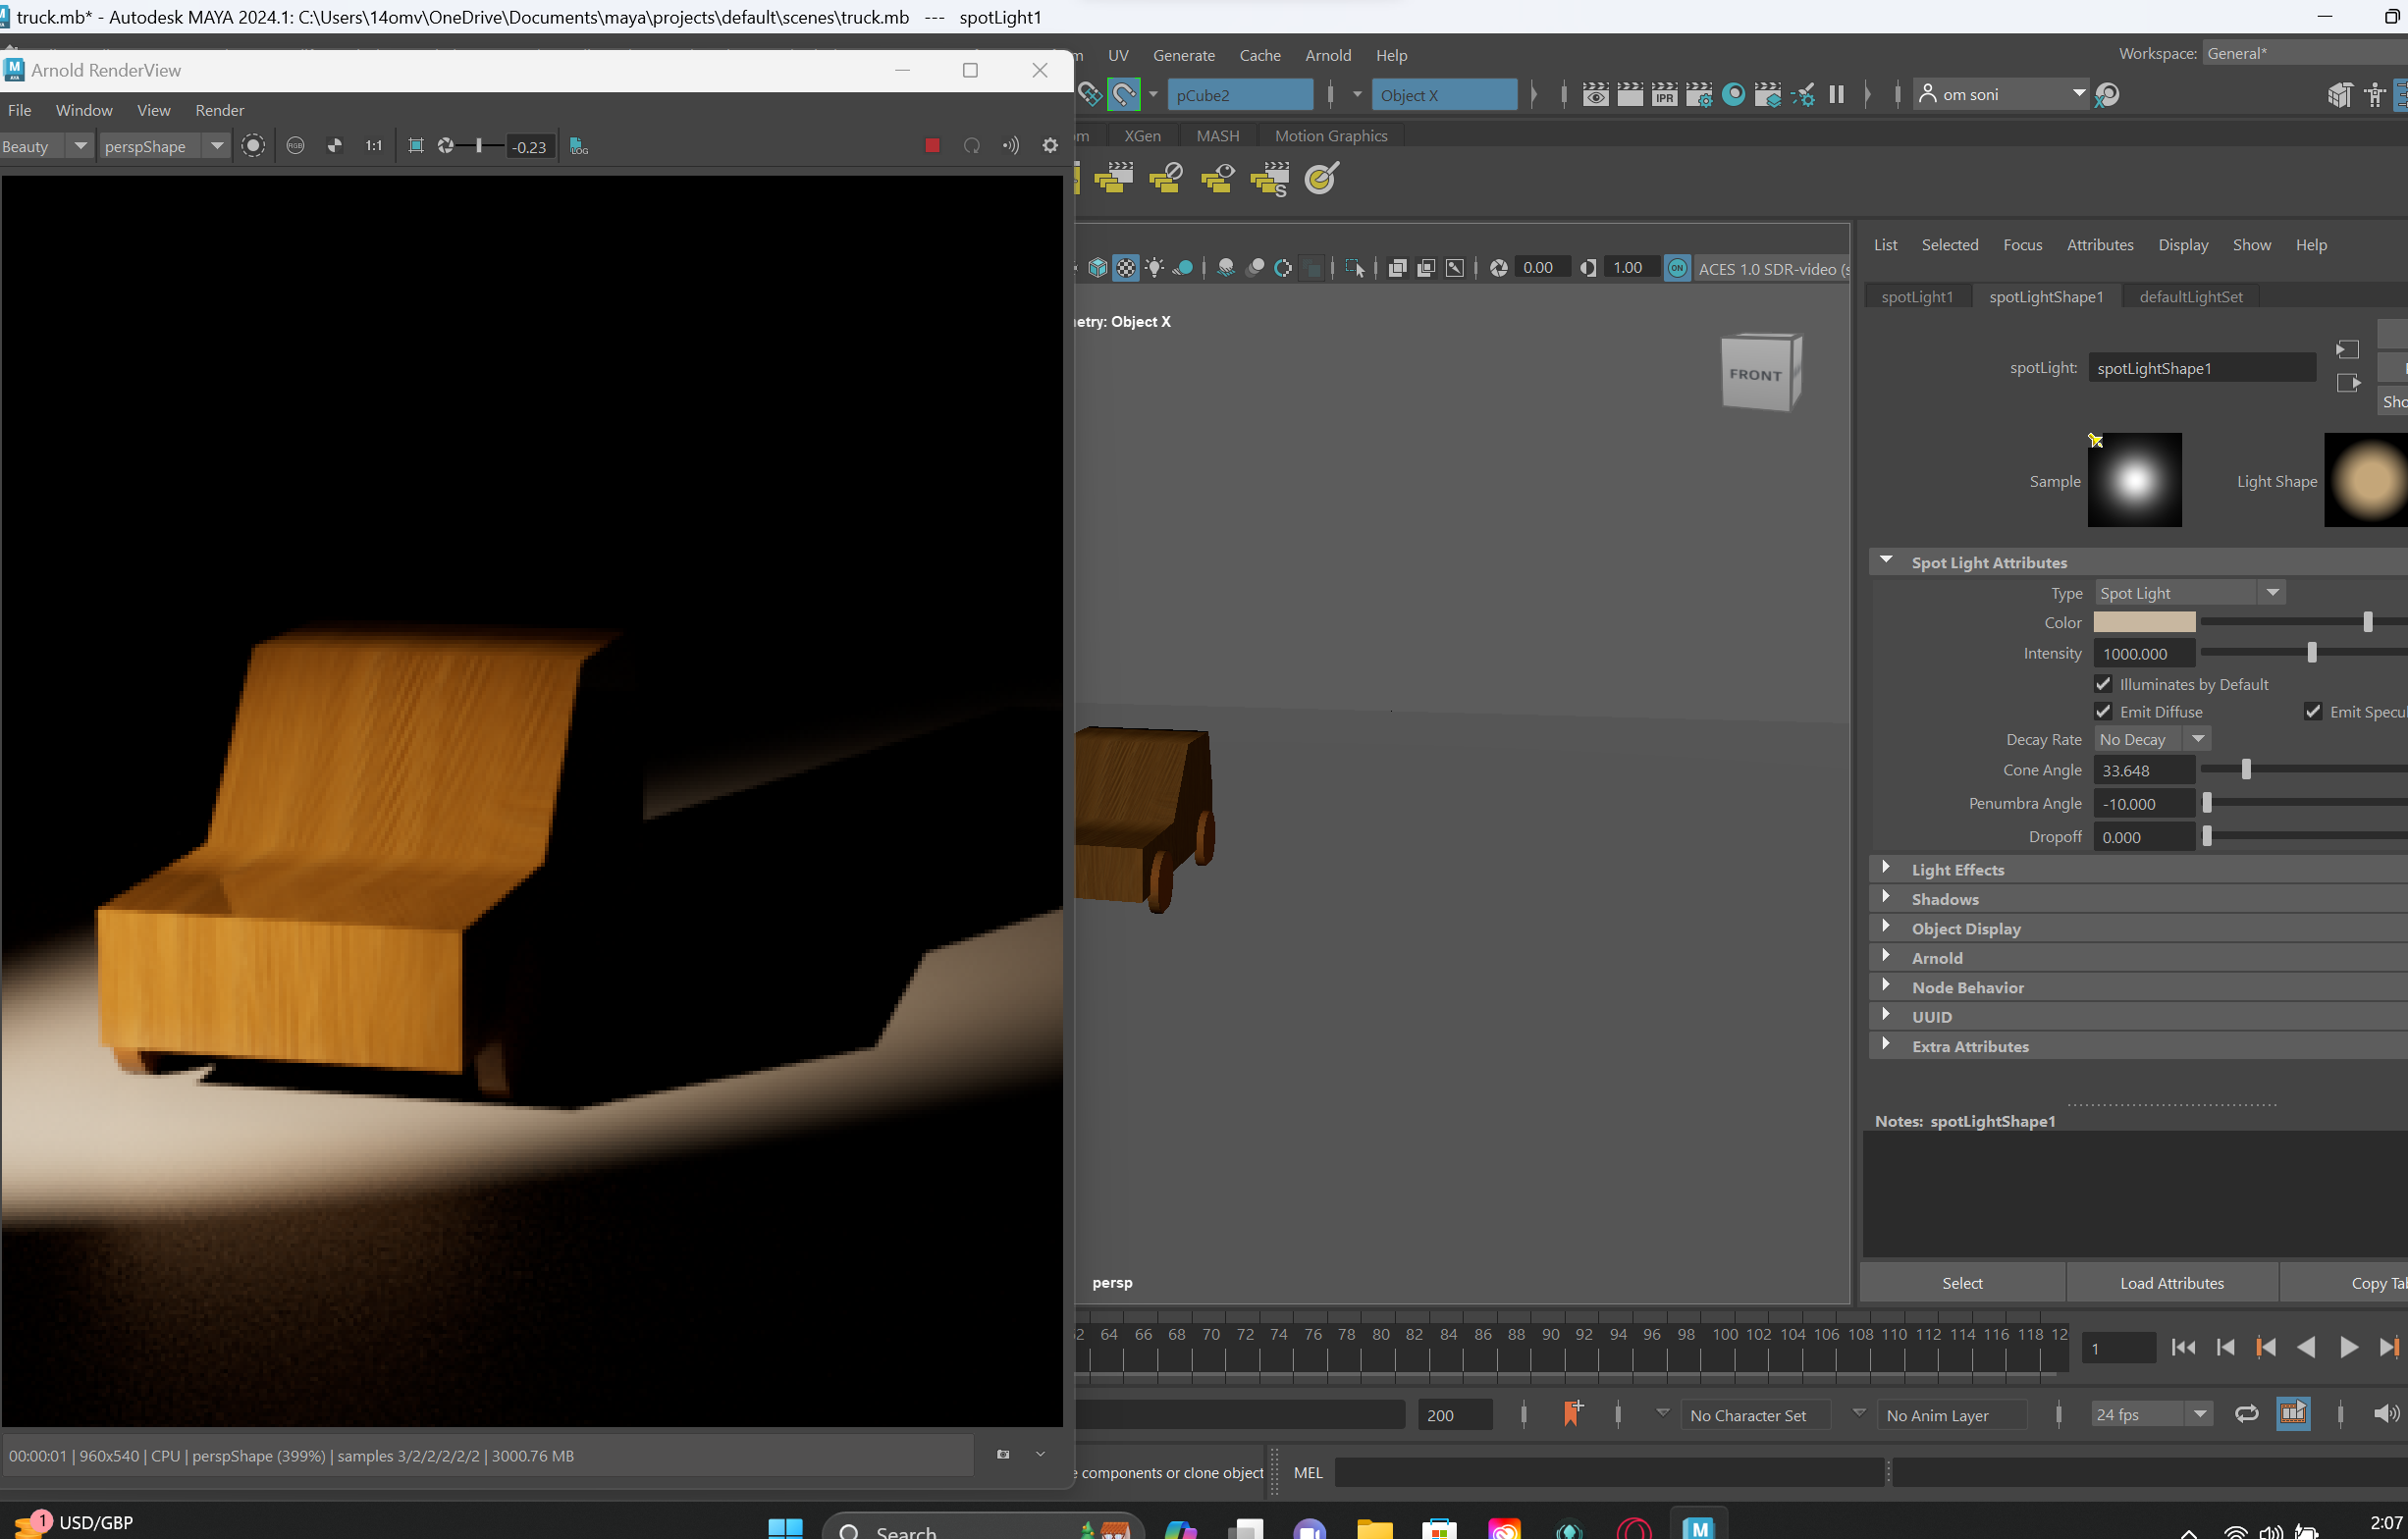 truck.mb* - Autodesk MAYA 2024.1: C:\Users\14omv\OneDrive\Documents\maya\projects\default\scenes\truck.mb --- spotLight1
UV Generate Cache Arnold Help
Workspace: General*
Arnold RenderView
File Window View Render
pCube2
Object X
IPR
om soni
Beauty
perspShape
RGB
1:1
-0.23
LOG
XGen MASH Motion Graphics
S
List Selected Focus Attributes Display Show Help
0.00
1.00
ON
ACES 1.0 SDR-video (s
spotLight1 spotLightShape1 defaultLightSet
etry: Object X
FRONT
spotLight: spotLightShape1
Sample
Light Shape
Spot Light Attributes
Type Spot Light
Color
Intensity 1000.000
Illuminates by Default
Emit Diffuse
Emit Specul
Decay Rate No Decay
Cone Angle 33.648
Penumbra Angle -10.000
Dropoff 0.000
Light Effects
Shadows
Object Display
Arnold
Node Behavior
UUID
Extra Attributes
Notes: spotLightShape1
persp
Select Load Attributes Copy Ta
64 66 68 70 72 74 76 78 80 82 84 86 88 90 92 94 96 98 100 102 104 106 108 110 112 114 116 118 12
1
200
No Character Set
No Anim Layer
24 fps
00:00:01 | 960x540 | CPU | perspShape (399%) | samples 3/2/2/2/2/2 | 3000.76 MB
components or clone object
MEL
1
USD/GBP
Search
2:07